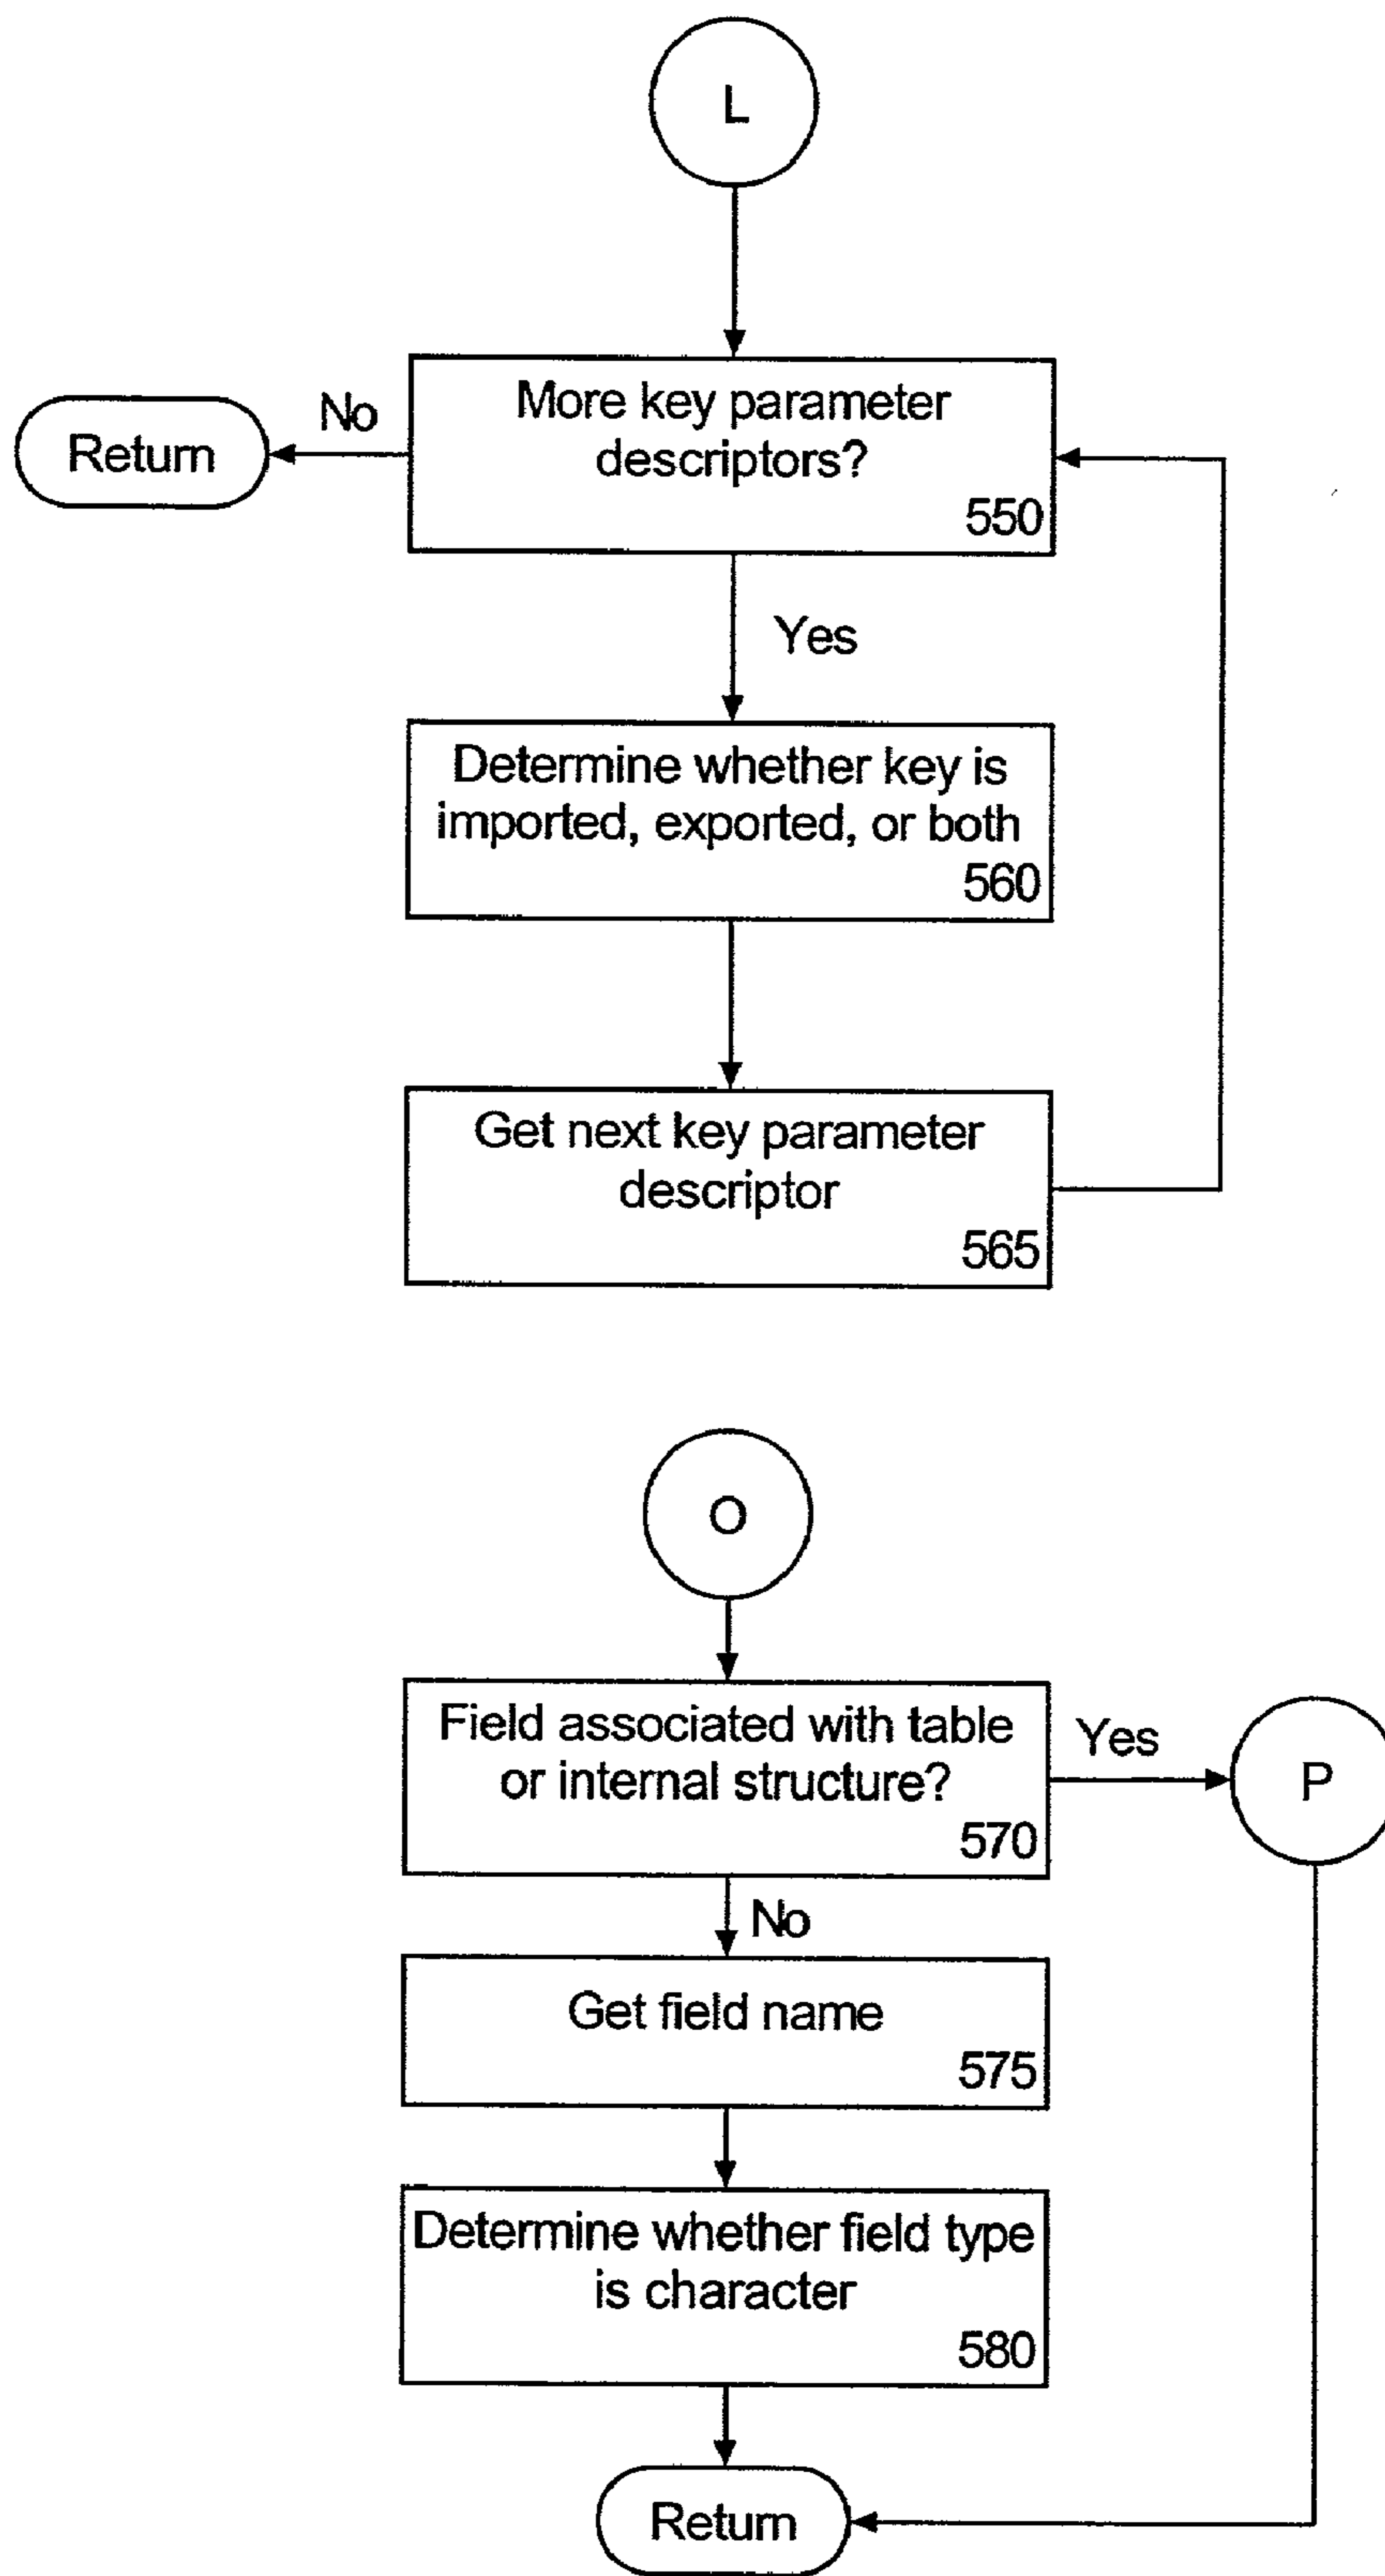 L
More key parameter
descriptors?
550
No
Return
Yes
Determine whether key is
imported, exported, or both
560
Get next key parameter
descriptor
565
O
Field associated with table
or internal structure?
570
Yes
P
No
Get field name
575
Determine whether field type
is character
580
Return